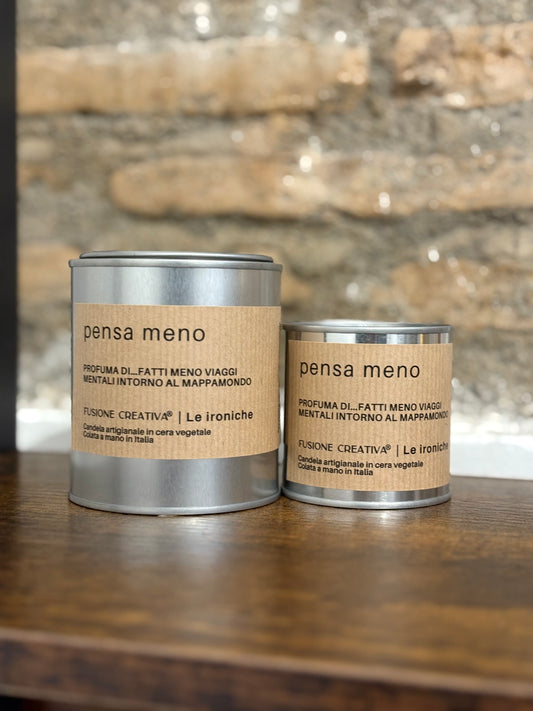 pensa meno
PROFUMA DI...FATTI MENO VIAGGI
MENTALI INTORNO AL MAPPAMONDO
FUSIONE CREATIVA® | Le ironiche
Candela artigianale in cera vegetale
Colata a mano in Italia
pensa meno
PROFUMA DI...FATTI MENO VIAGGI
MENTALI INTORNO AL MAPPAMONDO
FUSIONE CREATIVA® | Le ironiche
Candela artigianale in cera vegetale
Colata a mano in Italia